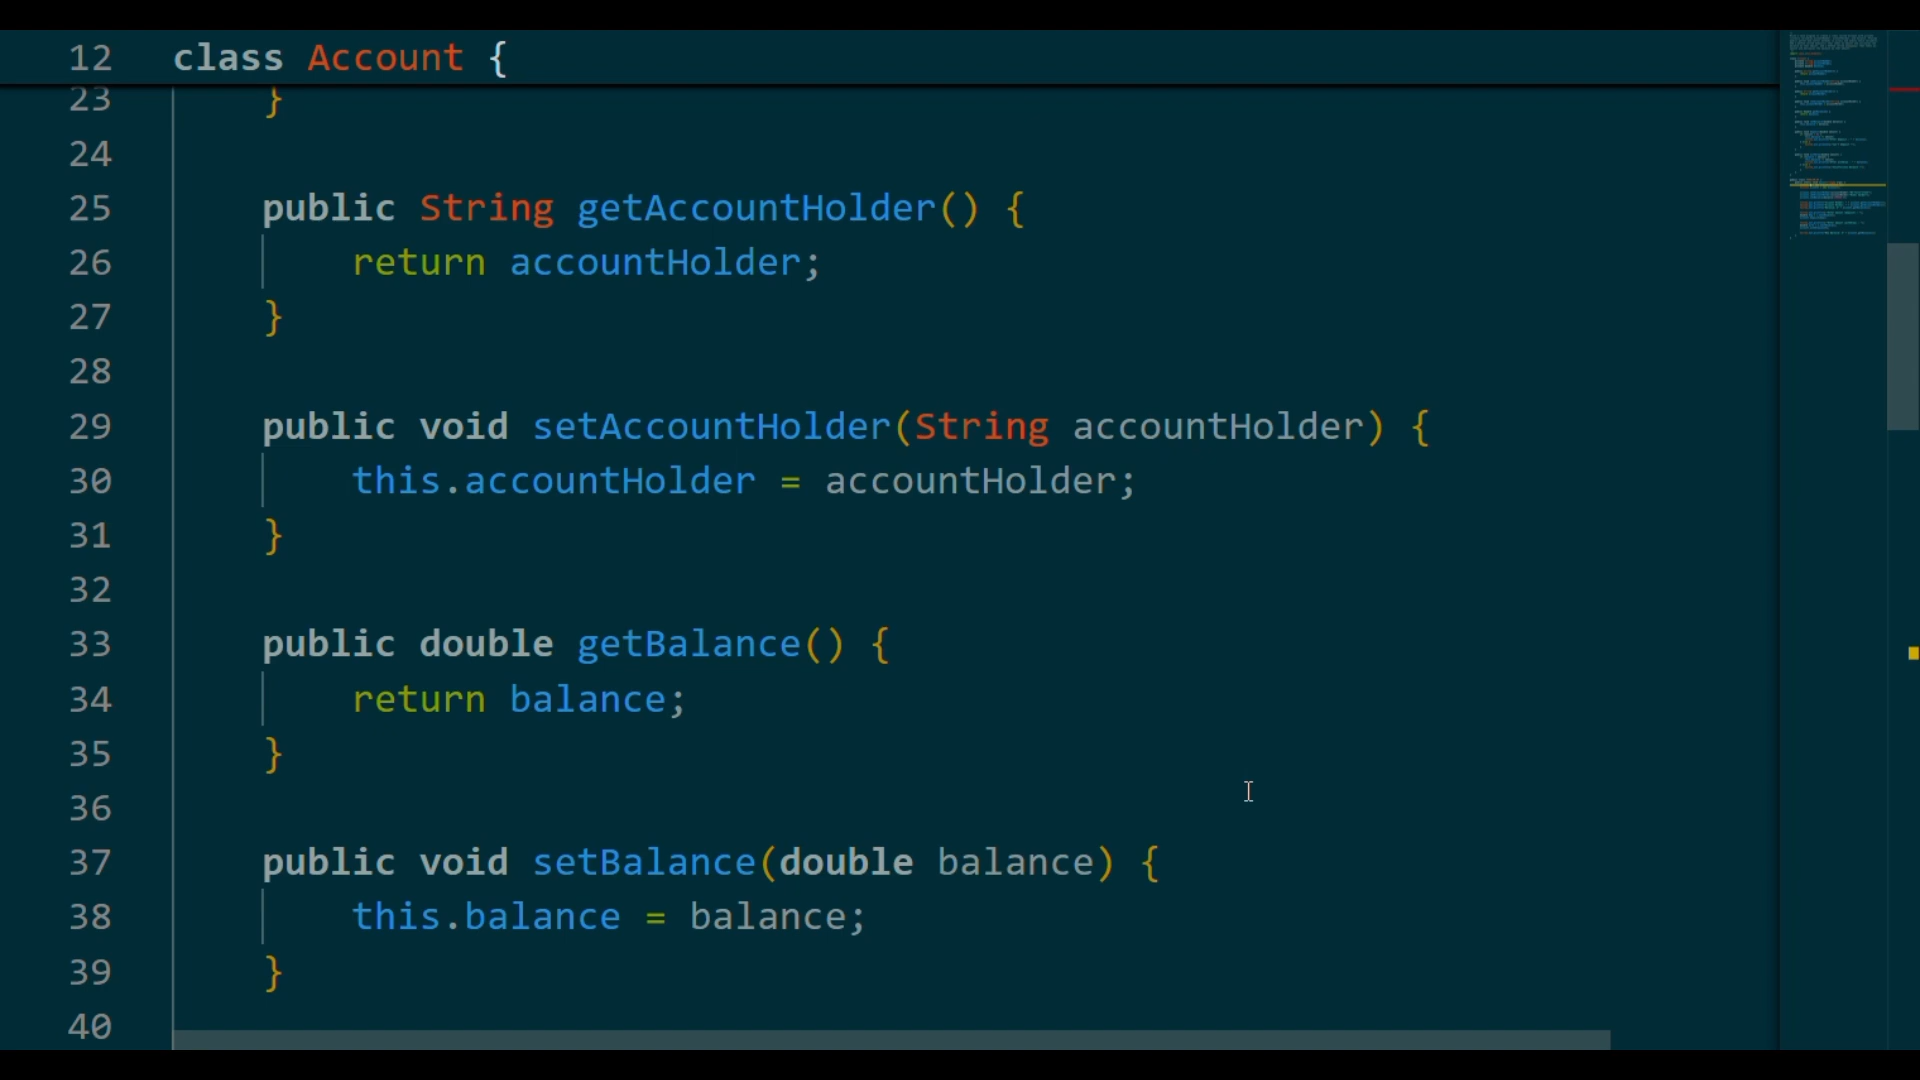 12 class Account {
23 }
24
25 public String getAccountHolder() {
26 return accountHolder;
27 }
28
29 public void setAccountHolder(String accountHolder) {
30 this.accountHolder = accountHolder;
31 }
32
33 public double getBalance() {
34 return balance;
35 }
36
37 public void setBalance(double balance) {
38 this.balance = balance;
39 }
40